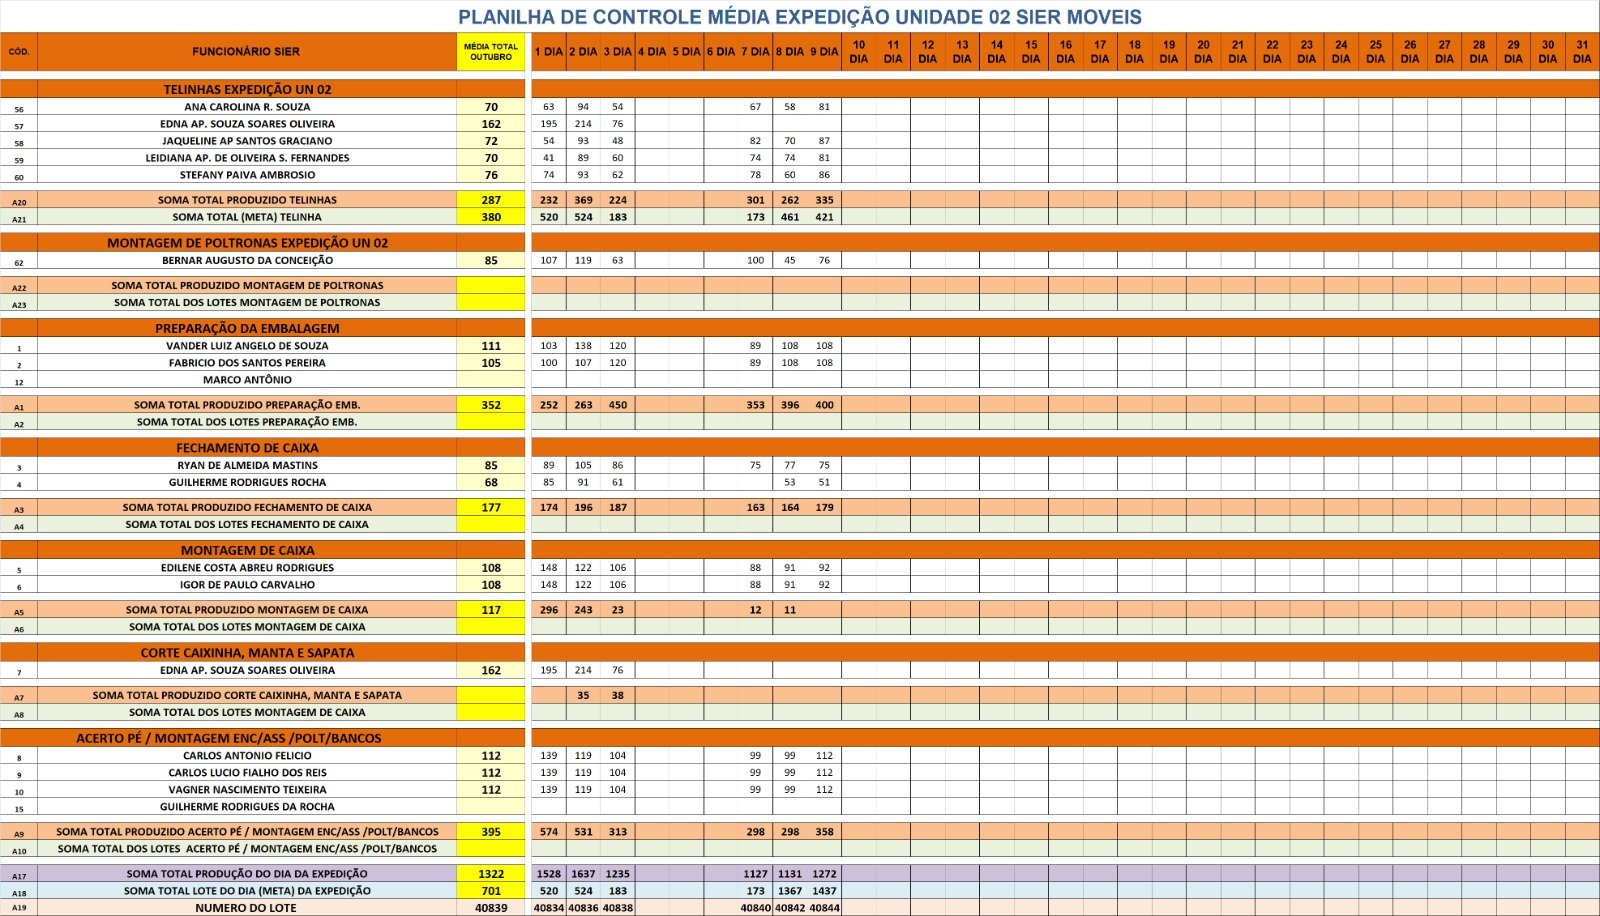 PLANILHA DE CONTROLE MÉDIA EXPEDIÇÃO UNIDADE 02 SIER MOVEIS
CÓD. FUNCIONÁRIO SIER MÉDIA TOTAL OUTUBRO 1 DIA 2 DIA 3 DIA 4 DIA 5 DIA 6 DIA 7 DIA 8 DIA 9 DIA 10 DIA 11 DIA 12 DIA 13 DIA 14 DIA 15 DIA 16 DIA 17 DIA 18 DIA 19 DIA 20 DIA 21 DIA 22 DIA 23 DIA 24 DIA 25 DIA 26 DIA 27 DIA 28 DIA 29 DIA 30 DIA 31 DIA
TELINHAS EXPEDIÇÃO UN 02
56 ANA CAROLINA R. SOUZA 70 63 94 54 67 58 81
57 EDNA AP. SOUZA SOARES OLIVEIRA 162 195 214 76
58 JAQUELINE AP SANTOS GRACIANO 72 54 93 48 82 70 87
59 LEIDIANA AP. DE OLIVEIRA S. FERNANDES 70 41 89 60 74 74 81
60 STEFANY PAIVA AMBROSIO 76 74 93 62 78 60 86
A20 SOMA TOTAL PRODUZIDO TELINHAS 287 232 369 224 301 262 335
A21 SOMA TOTAL (META) TELINHA 380 520 524 183 173 461 421
MONTAGEM DE POLTRONAS EXPEDIÇÃO UN 02
62 BERNAR AUGUSTO DA CONCEIÇÃO 85 107 119 63 100 45 76
A22 SOMA TOTAL PRODUZIDO MONTAGEM DE POLTRONAS
A23 SOMA TOTAL DOS LOTES MONTAGEM DE POLTRONAS
PREPARAÇÃO DA EMBALAGEM
1 VANDER LUIZ ANGELO DE SOUZA 111 103 138 120 89 108 108
2 FABRICIO DOS SANTOS PEREIRA 105 100 107 120 89 108 108
12 MARCO ANTÔNIO
A1 SOMA TOTAL PRODUZIDO PREPARAÇÃO EMB. 352 252 263 450 353 396 400
A2 SOMA TOTAL DOS LOTES PREPARAÇÃO EMB.
FECHAMENTO DE CAIXA
3 RYAN DE ALMEIDA MASTINS 85 89 105 86 75 77 75
4 GUILHERME RODRIGUES ROCHA 68 85 91 61 53 51
A3 SOMA TOTAL PRODUZIDO FECHAMENTO DE CAIXA 177 174 196 187 163 164 179
A4 SOMA TOTAL DOS LOTES FECHAMENTO DE CAIXA
MONTAGEM DE CAIXA
5 EDILENE COSTA ABREU RODRIGUES 108 148 122 106 88 91 92
6 IGOR DE PAULO CARVALHO 108 148 122 106 88 91 92
A5 SOMA TOTAL PRODUZIDO MONTAGEM DE CAIXA 117 296 243 23 12 11
A6 SOMA TOTAL DOS LOTES MONTAGEM DE CAIXA
CORTE CAIXINHA, MANTA E SAPATA
7 EDNA AP. SOUZA SOARES OLIVEIRA 162 195 214 76
A7 SOMA TOTAL PRODUZIDO CORTE CAIXINHA, MANTA E SAPATA 35 38
A8 SOMA TOTAL DOS LOTES MONTAGEM DE CAIXA
ACERTO PÉ / MONTAGEM ENC/ASS /POLT/BANCOS
8 CARLOS ANTONIO FELICIO 112 139 119 104 99 99 112
9 CARLOS LUCIO FIALHO DOS REIS 112 139 119 104 99 99 112
10 VAGNER NASCIMENTO TEIXEIRA 112 139 119 104 99 99 112
15 GUILHERME RODRIGUES DA ROCHA
A9 SOMA TOTAL PRODUZIDO ACERTO PÉ / MONTAGEM ENC/ASS /POLT/BANCOS 395 574 531 313 298 298 358
A10 SOMA TOTAL DOS LOTES ACERTO PÉ / MONTAGEM ENC/ASS /POLT/BANCOS
A17 SOMA TOTAL PRODUÇÃO DO DIA DA EXPEDIÇÃO 1322 1528 1637 1235 1127 1131 1272
A18 SOMA TOTAL LOTE DO DIA (META) DA EXPEDIÇÃO 701 520 524 183 173 1367 1437
A19 NUMERO DO LOTE 40839 40834 40836 40838 40840 40842 40844